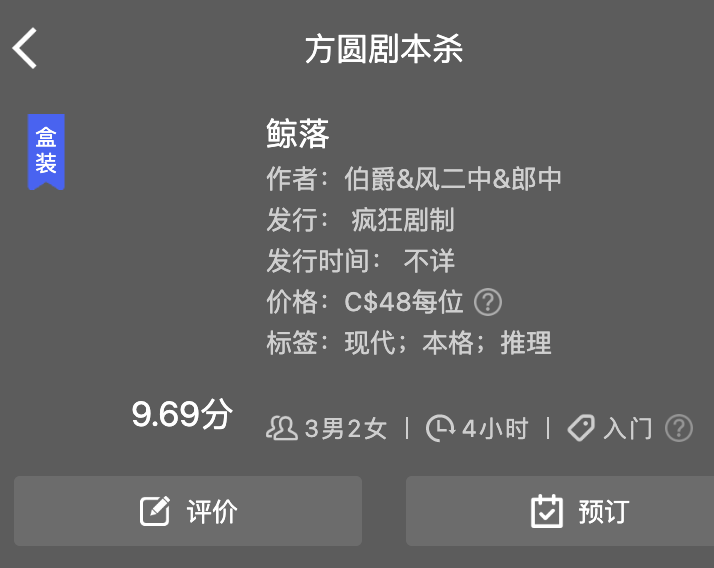 方圆剧本杀
盒装
鲸落
作者：伯爵&风二中&郎中
发行： 疯狂剧制
发行时间： 不详
价格：C$48每位 ?
标签：现代；本格；推理
9.69分
3男2女 | 4小时 | 入门 ?
评价
预订